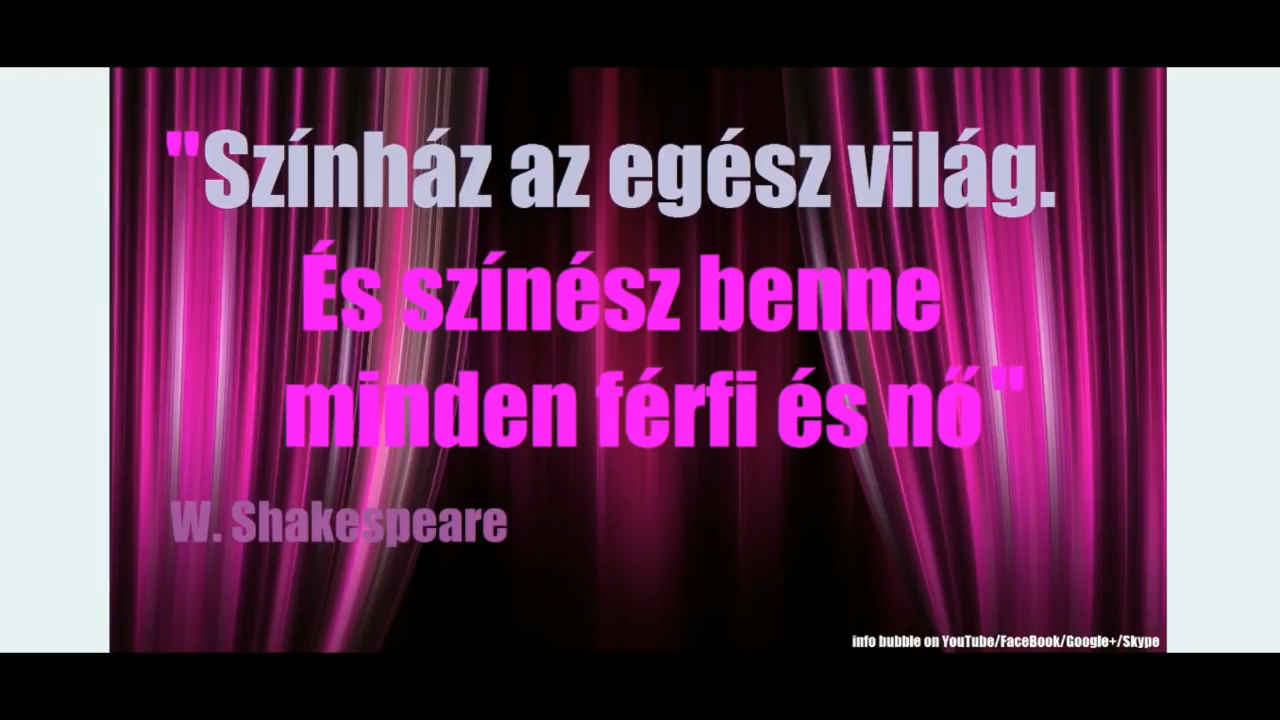 "Színház az egész világ.
És színész benne
minden férfi és nő"
W. Shakespeare
info bubble on YouTube/FaceBook/Google+/Skype